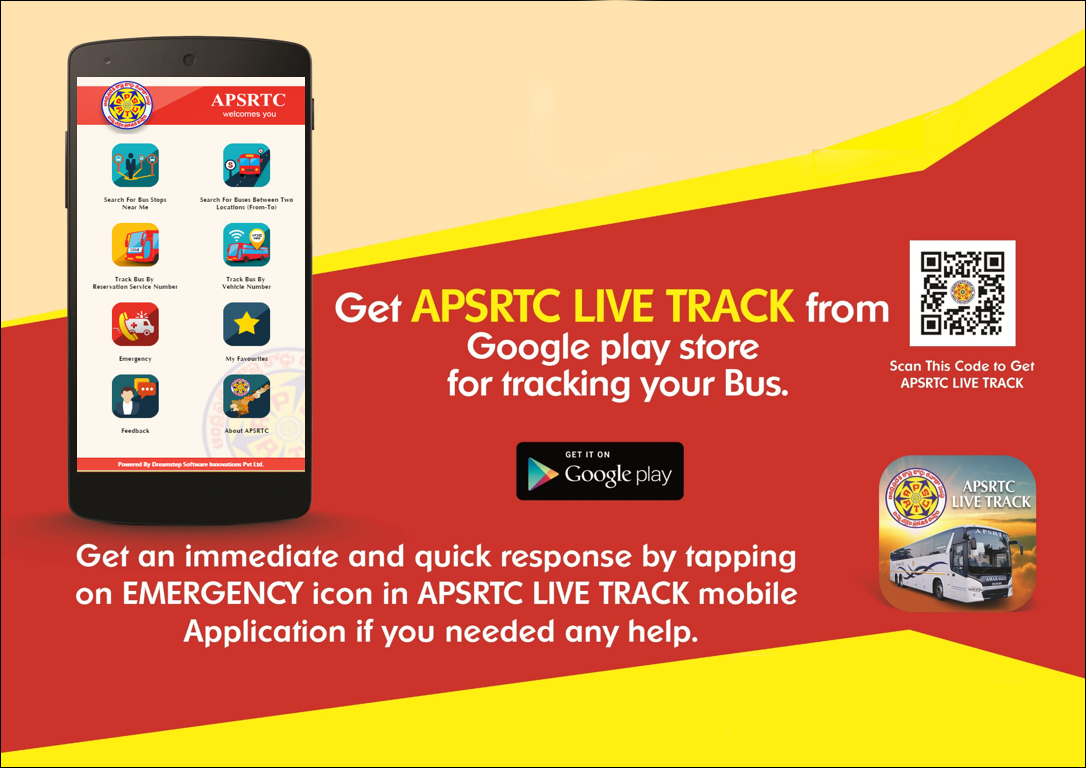 APSRTC
welcomes you
Search For Bus Stops
Near Me
Search For Buses Between Two
Locations (From-To)
Track Bus By
Reservation Service Number
Track Bus By
Vehicle Number
Emergency
My Favourites
Feedback
About APSRTC
Powered By Dreamstep Software Innovations Pvt Ltd.
Get APSRTC LIVE TRACK from
Google play store
for tracking your Bus.
Scan This Code to Get
APSRTC LIVE TRACK
GET IT ON
Google play
APSRTC
LIVE TRACK
APSRTC
Get an immediate and quick response by tapping
on EMERGENCY icon in APSRTC LIVE TRACK mobile
Application if you needed any help.